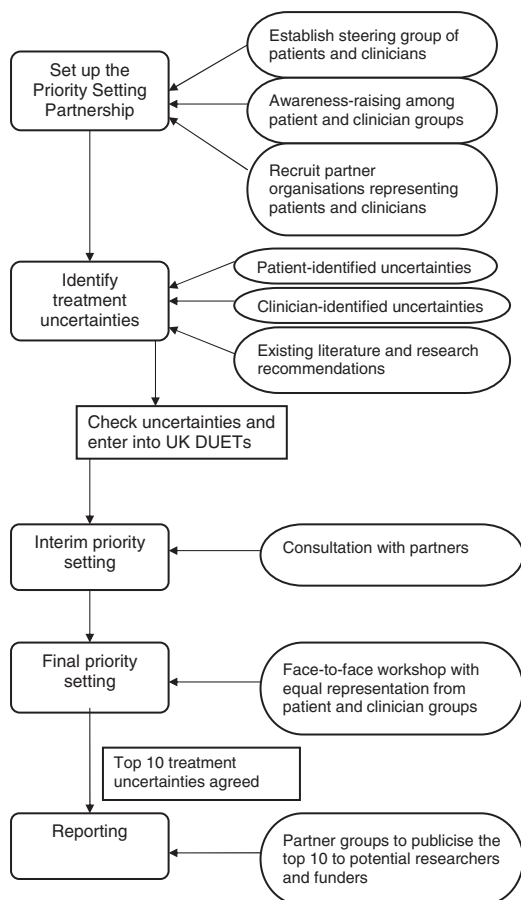 Establish steering group of
patients and clinicians
Set up the
Priority Setting
Partnership
Awareness-raising among
patient and clinician groups
Recruit partner
organisations representing
patients and clinicians
Identify
treatment
uncertainties
Patient-identified uncertainties
Clinician-identified uncertainties
Existing literature and research
recommendations
Check uncertainties and
enter into UK DUETs
Interim priority
setting
Consultation with partners
Final priority
setting
Face-to-face workshop with
equal representation from
patient and clinician groups
Top 10 treatment
uncertainties agreed
Reporting
Partner groups to publicise the
top 10 to potential researchers
and funders